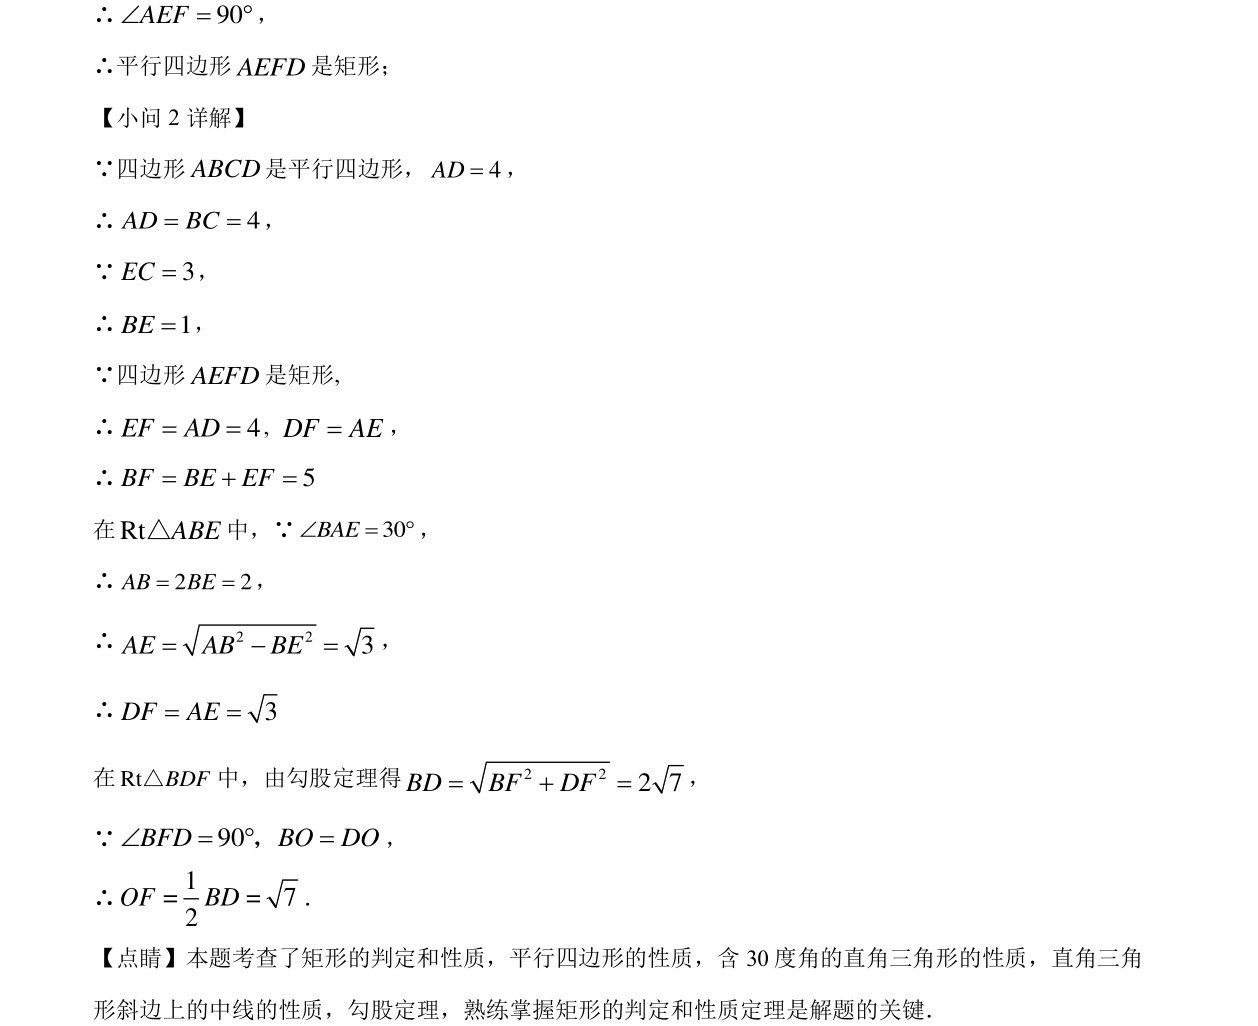 ∴∠AEF = 90°，
∴平行四边形 AEFD 是矩形；
【小问 2 详解】
∵四边形 ABCD 是平行四边形， AD = 4，
∴ AD = BC = 4，
∵ EC = 3，
∴ BE = 1，
∵四边形 AEFD 是矩形,
∴ EF = AD = 4，DF = AE，
∴ BF = BE + EF = 5
在 Rt△ABE 中，∵∠BAE = 30°，
∴ AB = 2BE = 2，
∴ AE = √(AB² − BE²) = √3，
∴ DF = AE = √3
在 Rt△BDF 中，由勾股定理得 BD = √(BF² + DF²) = 2√7，
∵ ∠BFD = 90°，BO = DO，
∴ OF = 1/2 BD = √7．
【点睛】本题考查了矩形的判定和性质，平行四边形的性质，含 30 度角的直角三角形的性质，直角三角
形斜边上的中线的性质，勾股定理，熟练掌握矩形的判定和性质定理是解题的关键．